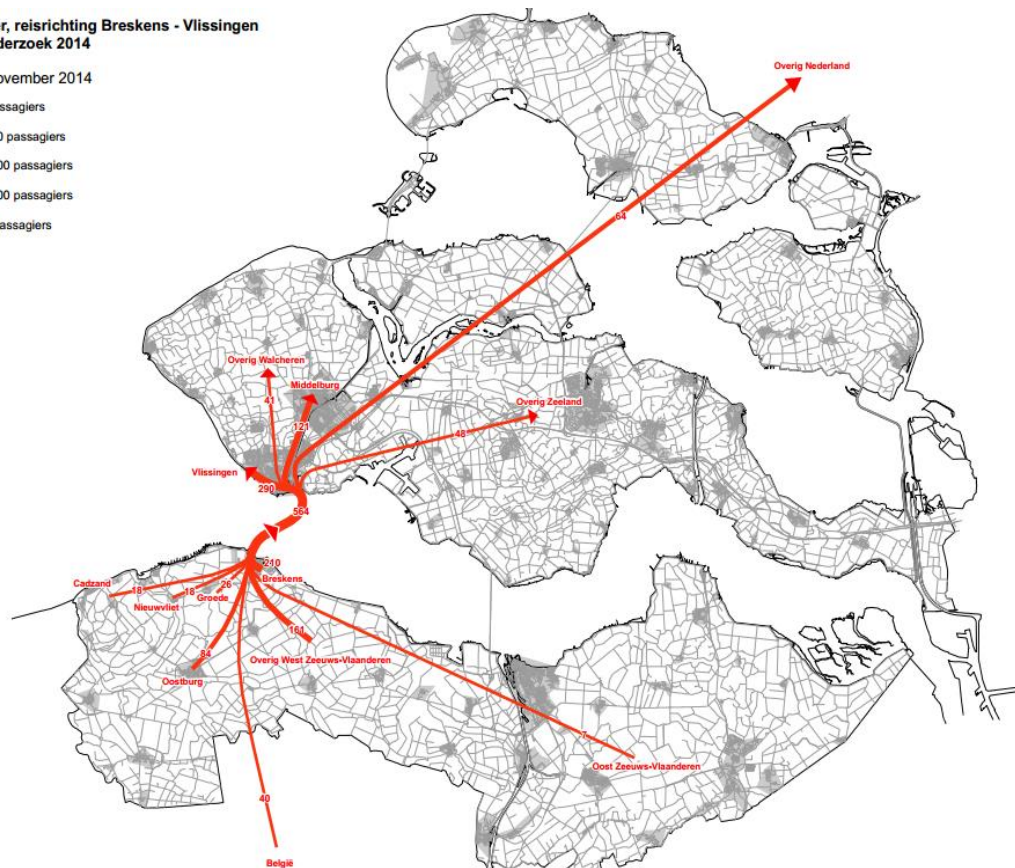 er, reisrichting Breskens - Vlissingen
derzoek 2014
ovember 2014
assagiers
0 passagiers
00 passagiers
00 passagiers
assagiers
Overig Nederland
64
Overig Walcheren
Middelburg
41
121
Overig Zeeland
48
Vlissingen
290
564
210
Breskens
Cadzand
18
Nieuwvliet
18
Groede
26
161
Overig West Zeeuws-Vlaanderen
84
Oostburg
7
Oost Zeeuws-Vlaanderen
40
België